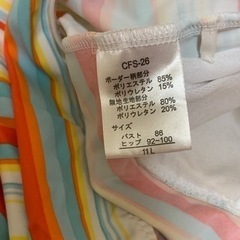 CFS-26
ボーダー柄部分
ポリエステル 85%
ポリウレタン 15%
無地生地部分
ポリエステル 80%
ポリウレタン 20%
サイズ
バスト 86
ヒップ 92~100
11L